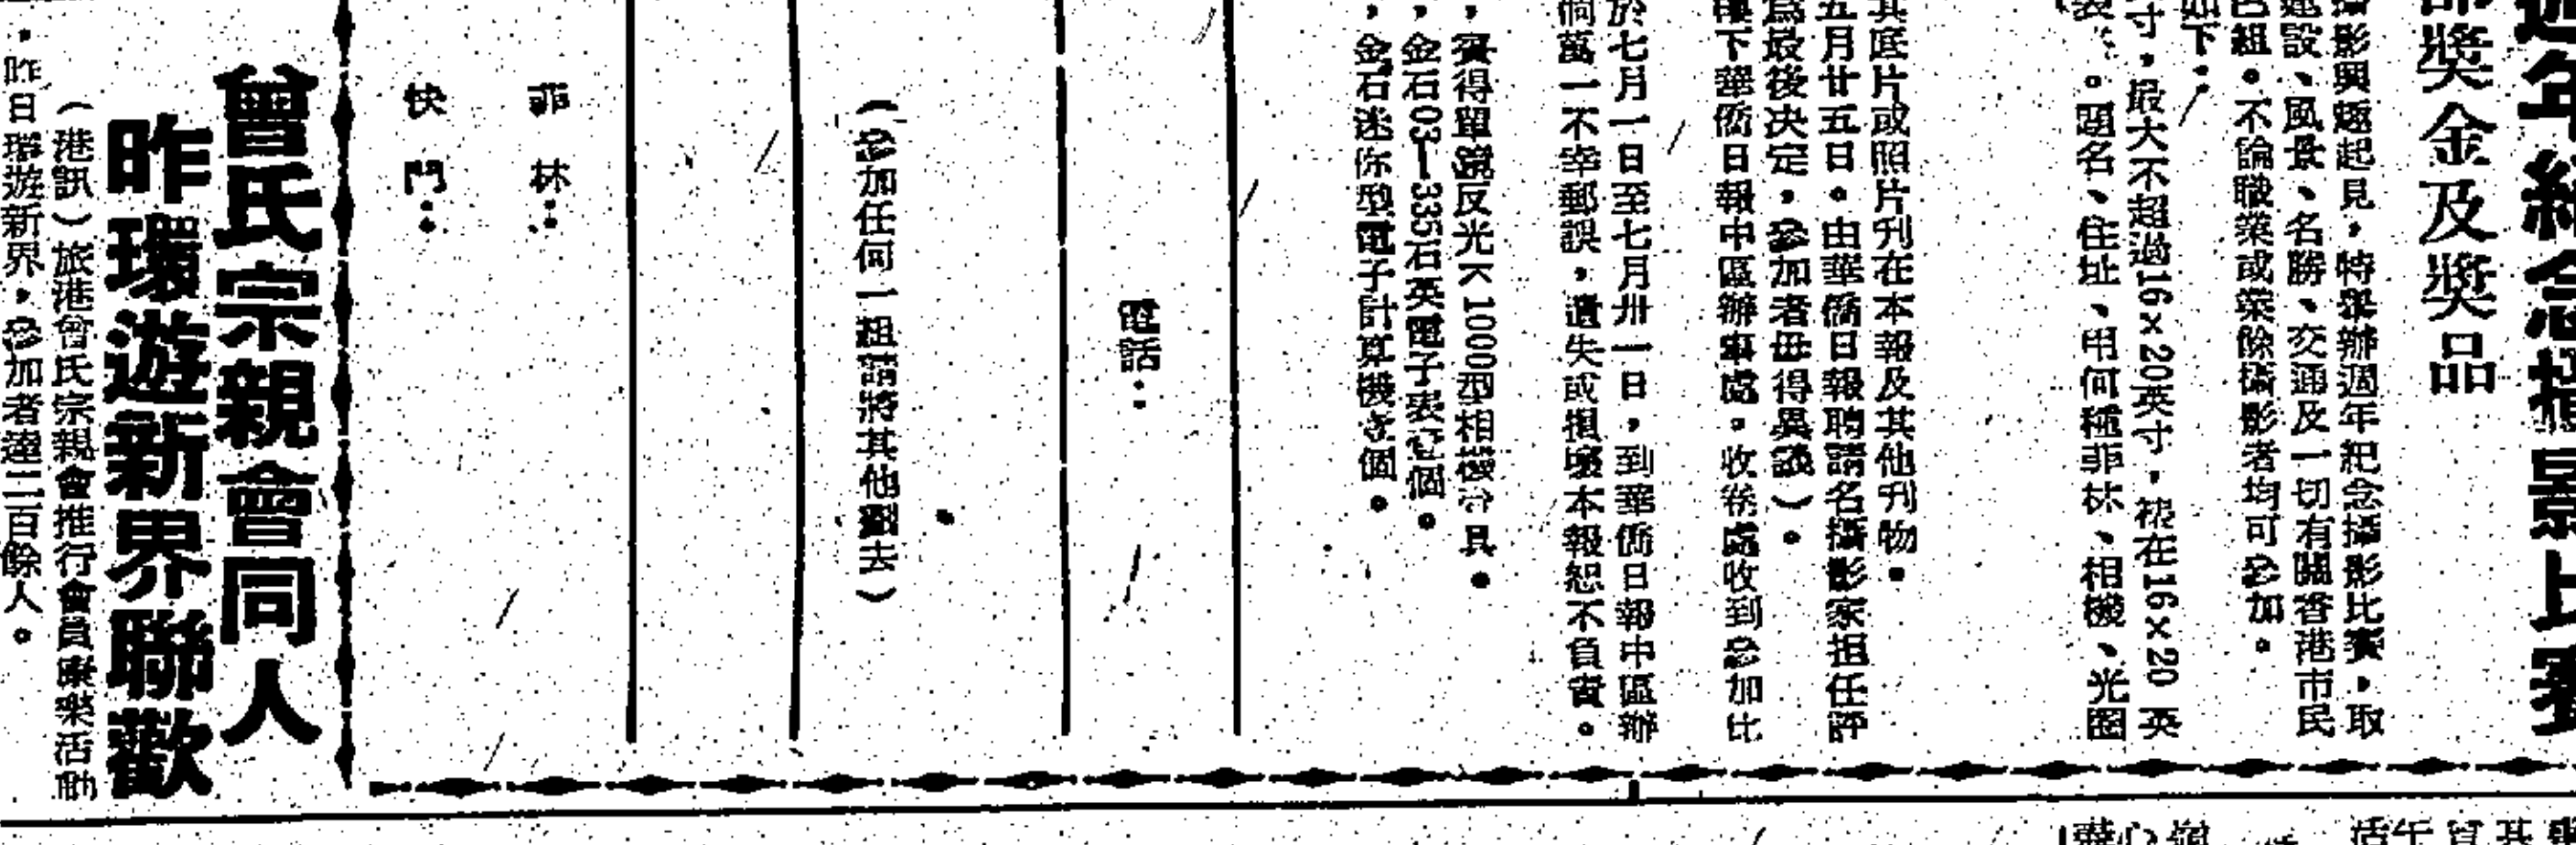 週年紀念攝影比賽
獎金及獎品
攝影興趣起見，特舉辦週年紀念攝影比賽，取
建設、風景、名勝、交通及一切有關香港市民
色組。不論職業或業餘攝影者均可參加。
如下：
寸，最大不超過16×20英寸，裱在16×20 英
。題名、住址、用何種菲林、相機、光圈
其底片或照片刊在本報及其他刊物。
五月廿五日。由華僑日報聘請名攝影家担任評
爲最後決定，參加者毋得異議）。
下華僑日報中區辦事處。收件處收到參加比
於七月一日至七月卅一日，到華僑日報中區辦
倘萬一不幸郵誤，遺失或損壞本報恕不負責。
，賓得單鏡反光K 1000型相機具。
，金石03—335石英電子表個。
，金石迷你型電子計算機個。
電話：
（參加任何一組請將其他劃去）
菲林：
快門：
曾氏宗親會同人
昨環遊新界聯歡
（港訊）旅港曾氏宗親會推行會員康樂活動
，昨日環遊新界，參加者達二百餘人。